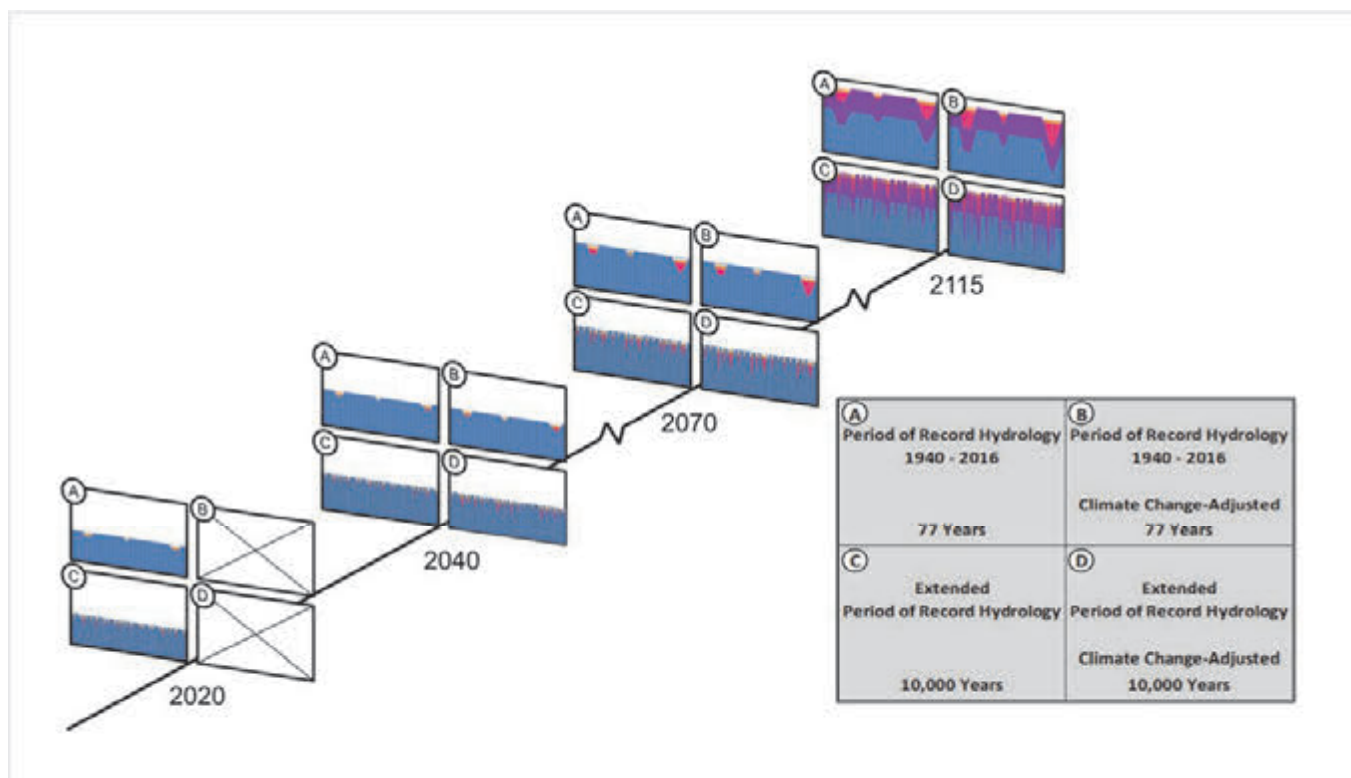 A
B
C
D
2020
A
B
C
D
2040
A
B
C
D
2070
A
B
C
D
2115
A
Period of Record Hydrology
1940 - 2016
77 Years
B
Period of Record Hydrology
1940 - 2016
Climate Change-Adjusted
77 Years
C
Extended
Period of Record Hydrology
10,000 Years
D
Extended
Period of Record Hydrology
Climate Change-Adjusted
10,000 Years